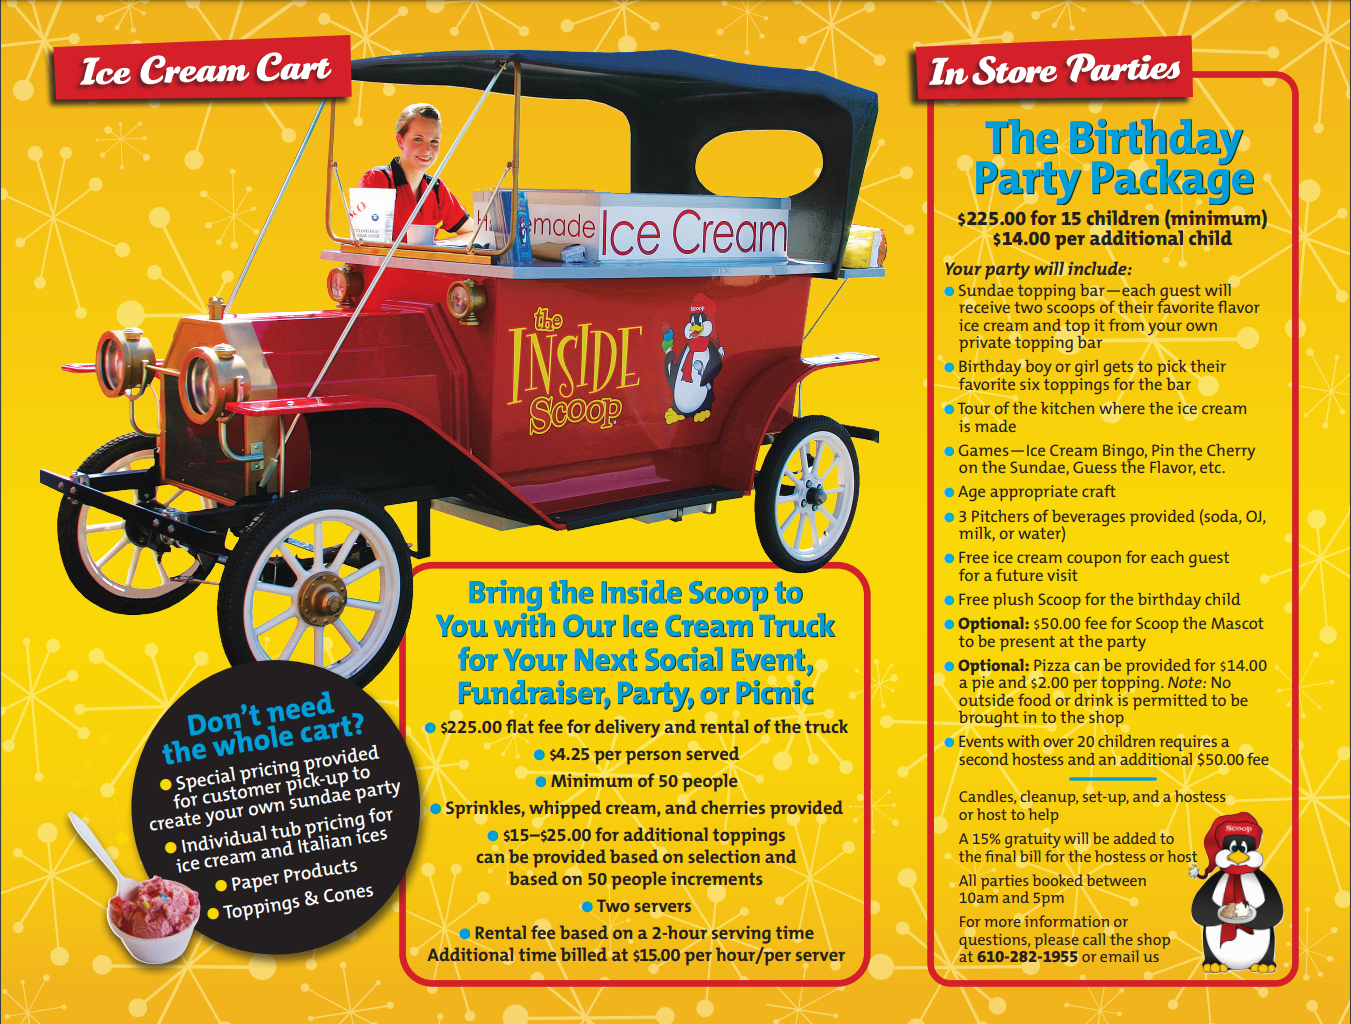 Ice Cream Cart
made Ice Cream
the
INSIDE
Scoop
Scoop
Don't need
the whole cart?
● Special pricing provided
for customer pick-up to
create your own sundae party
● Individual tub pricing for
ice cream and Italian ices
● Paper Products
● Toppings & Cones
Bring the Inside Scoop to
You with Our Ice Cream Truck
for Your Next Social Event,
Fundraiser, Party, or Picnic
● $225.00 flat fee for delivery and rental of the truck
● $4.25 per person served
● Minimum of 50 people
● Sprinkles, whipped cream, and cherries provided
● $15–$25.00 for additional toppings
can be provided based on selection and
based on 50 people increments
● Two servers
● Rental fee based on a 2-hour serving time
Additional time billed at $15.00 per hour/per server
In Store Parties
The Birthday
Party Package
$225.00 for 15 children (minimum)
$14.00 per additional child
Your party will include:
● Sundae topping bar—each guest will
receive two scoops of their favorite flavor
ice cream and top it from your own
private topping bar
● Birthday boy or girl gets to pick their
favorite six toppings for the bar
● Tour of the kitchen where the ice cream
is made
● Games—Ice Cream Bingo, Pin the Cherry
on the Sundae, Guess the Flavor, etc.
● Age appropriate craft
● 3 Pitchers of beverages provided (soda, OJ,
milk, or water)
● Free ice cream coupon for each guest
for a future visit
● Free plush Scoop for the birthday child
● Optional: $50.00 fee for Scoop the Mascot
to be present at the party
● Optional: Pizza can be provided for $14.00
a pie and $2.00 per topping. Note: No
outside food or drink is permitted to be
brought in to the shop
● Events with over 20 children requires a
second hostess and an additional $50.00 fee
Candles, cleanup, set-up, and a hostess
or host to help
A 15% gratuity will be added to
the final bill for the hostess or host
All parties booked between
10am and 5pm
For more information or
questions, please call the shop
at 610-282-1955 or email us
Scoop